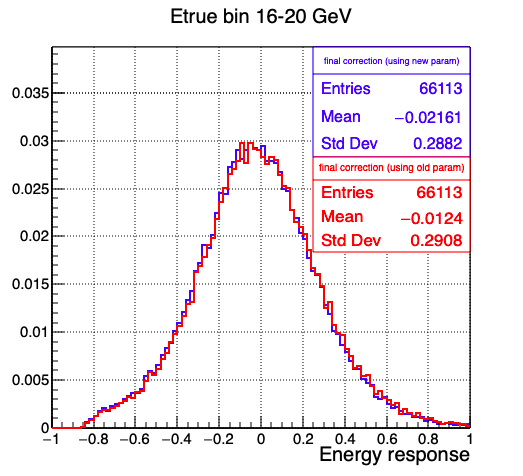 Etrue bin 16-20 GeV
final correction (using new param)
Entries 66113
Mean −0.02161
Std Dev 0.2882
final correction (using old param)
Entries 66113
Mean −0.0124
Std Dev 0.2908
0.035
0.03
0.025
0.02
0.015
0.01
0.005
0
−1 −0.8 −0.6 −0.4 −0.2 0 0.2 0.4 0.6 0.8 1
Energy response